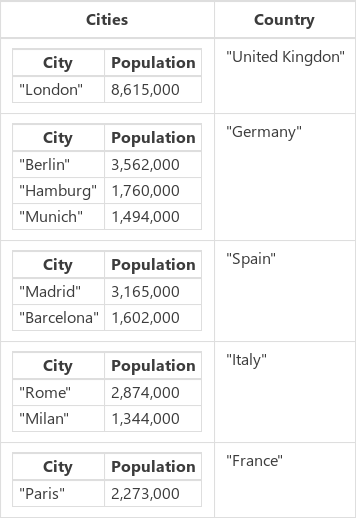 Cities Country
City Population "United Kingdon"
"London" 8,615,000
City Population "Germany"
"Berlin" 3,562,000
"Hamburg" 1,760,000
"Munich" 1,494,000
City Population "Spain"
"Madrid" 3,165,000
"Barcelona" 1,602,000
City Population "Italy"
"Rome" 2,874,000
"Milan" 1,344,000
City Population "France"
"Paris" 2,273,000